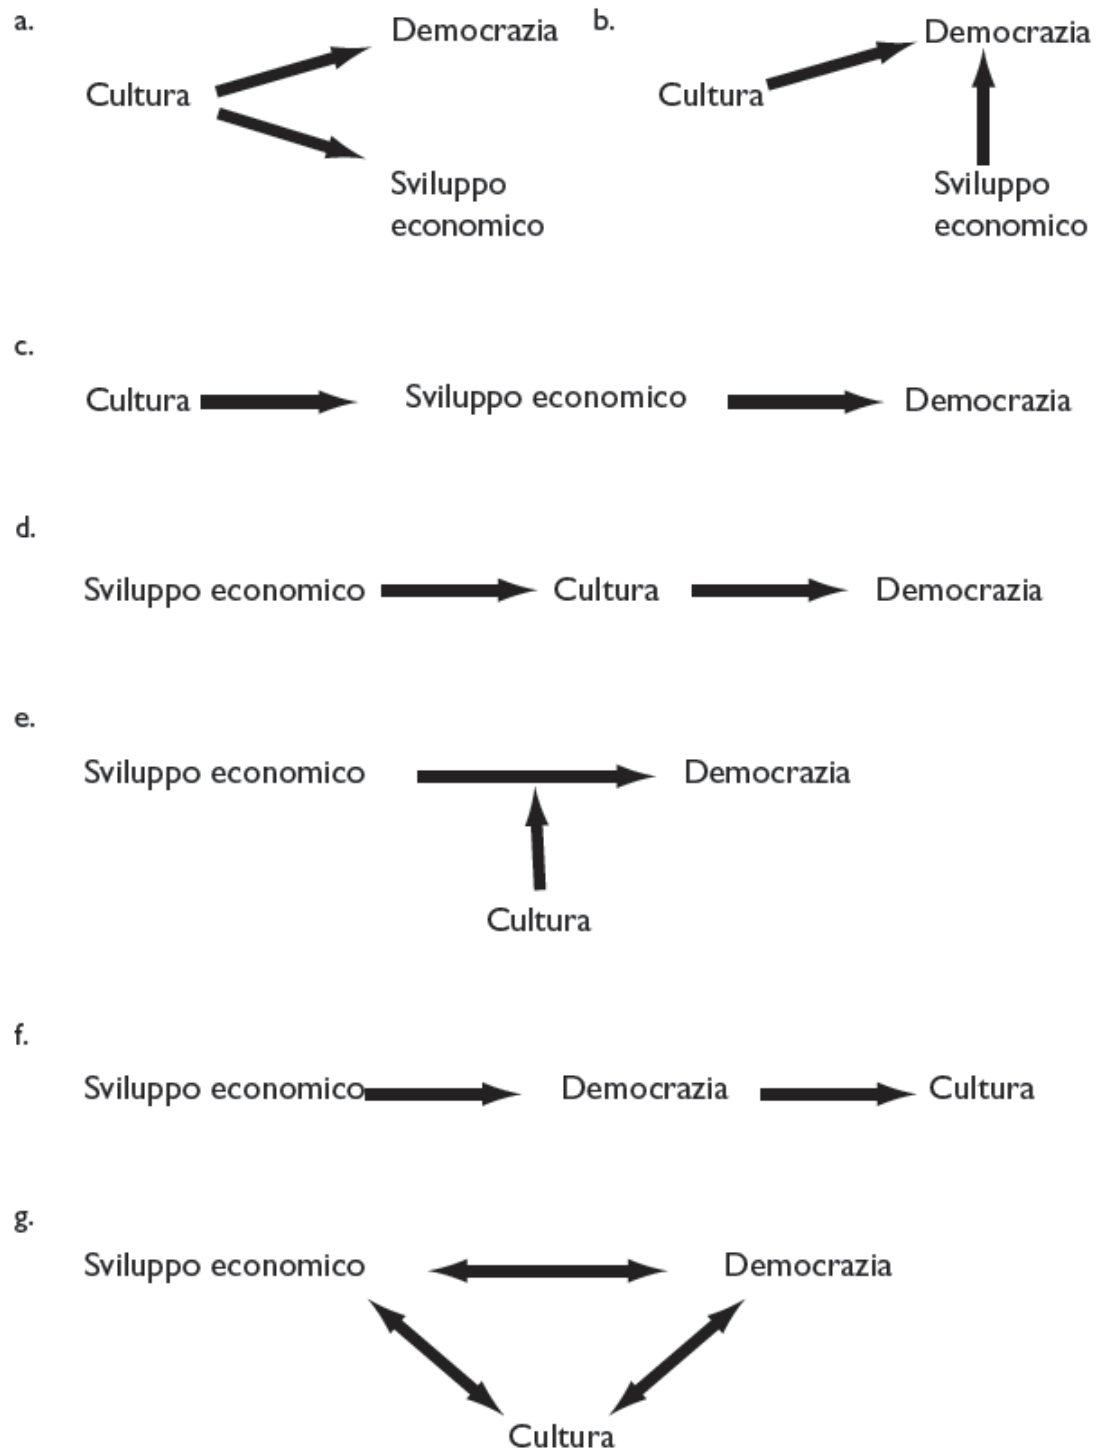 a.
Democrazia
Cultura
Sviluppo
economico
b.
Democrazia
Cultura
Sviluppo
economico
c.
Cultura
Sviluppo economico
Democrazia
d.
Sviluppo economico
Cultura
Democrazia
e.
Sviluppo economico
Democrazia
Cultura
f.
Sviluppo economico
Democrazia
Cultura
g.
Sviluppo economico
Democrazia
Cultura